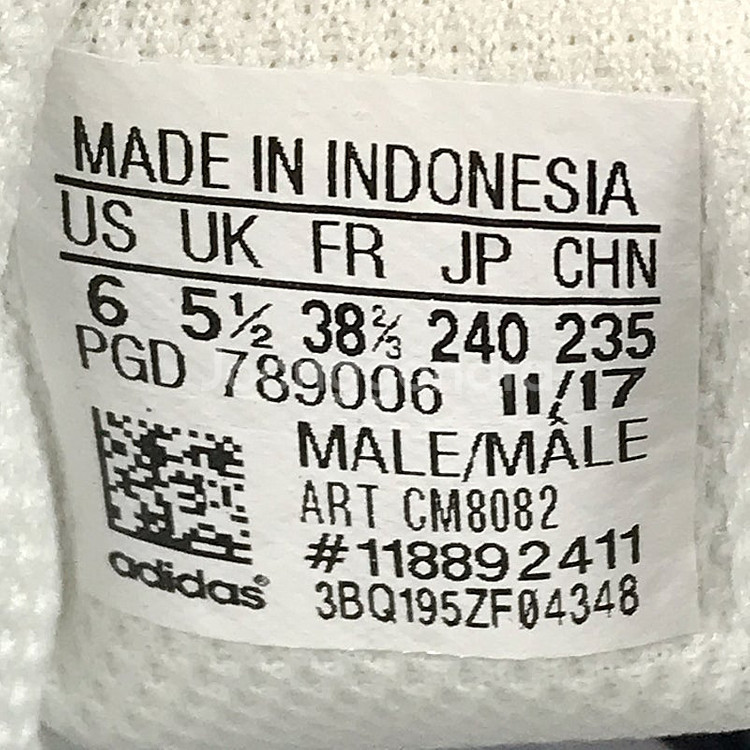 MADE IN INDONESIA
US UK FR JP CHN
6 5½ 38⅔ 240 235
PGD 789006 11/17
MALE/MÂLE
ART CM8082
#118892411
adidas®
3BQ195ZF04348